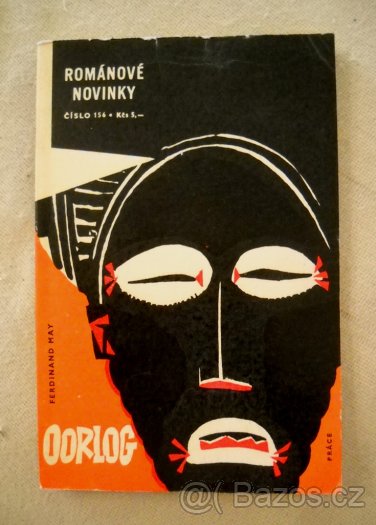 ROMÁNOVÉ
NOVINKY
ČÍSLO 156 • Kčs 5,—
FERDINAND MAY
OORLOG
PRÁCE
@( Bazos.cz